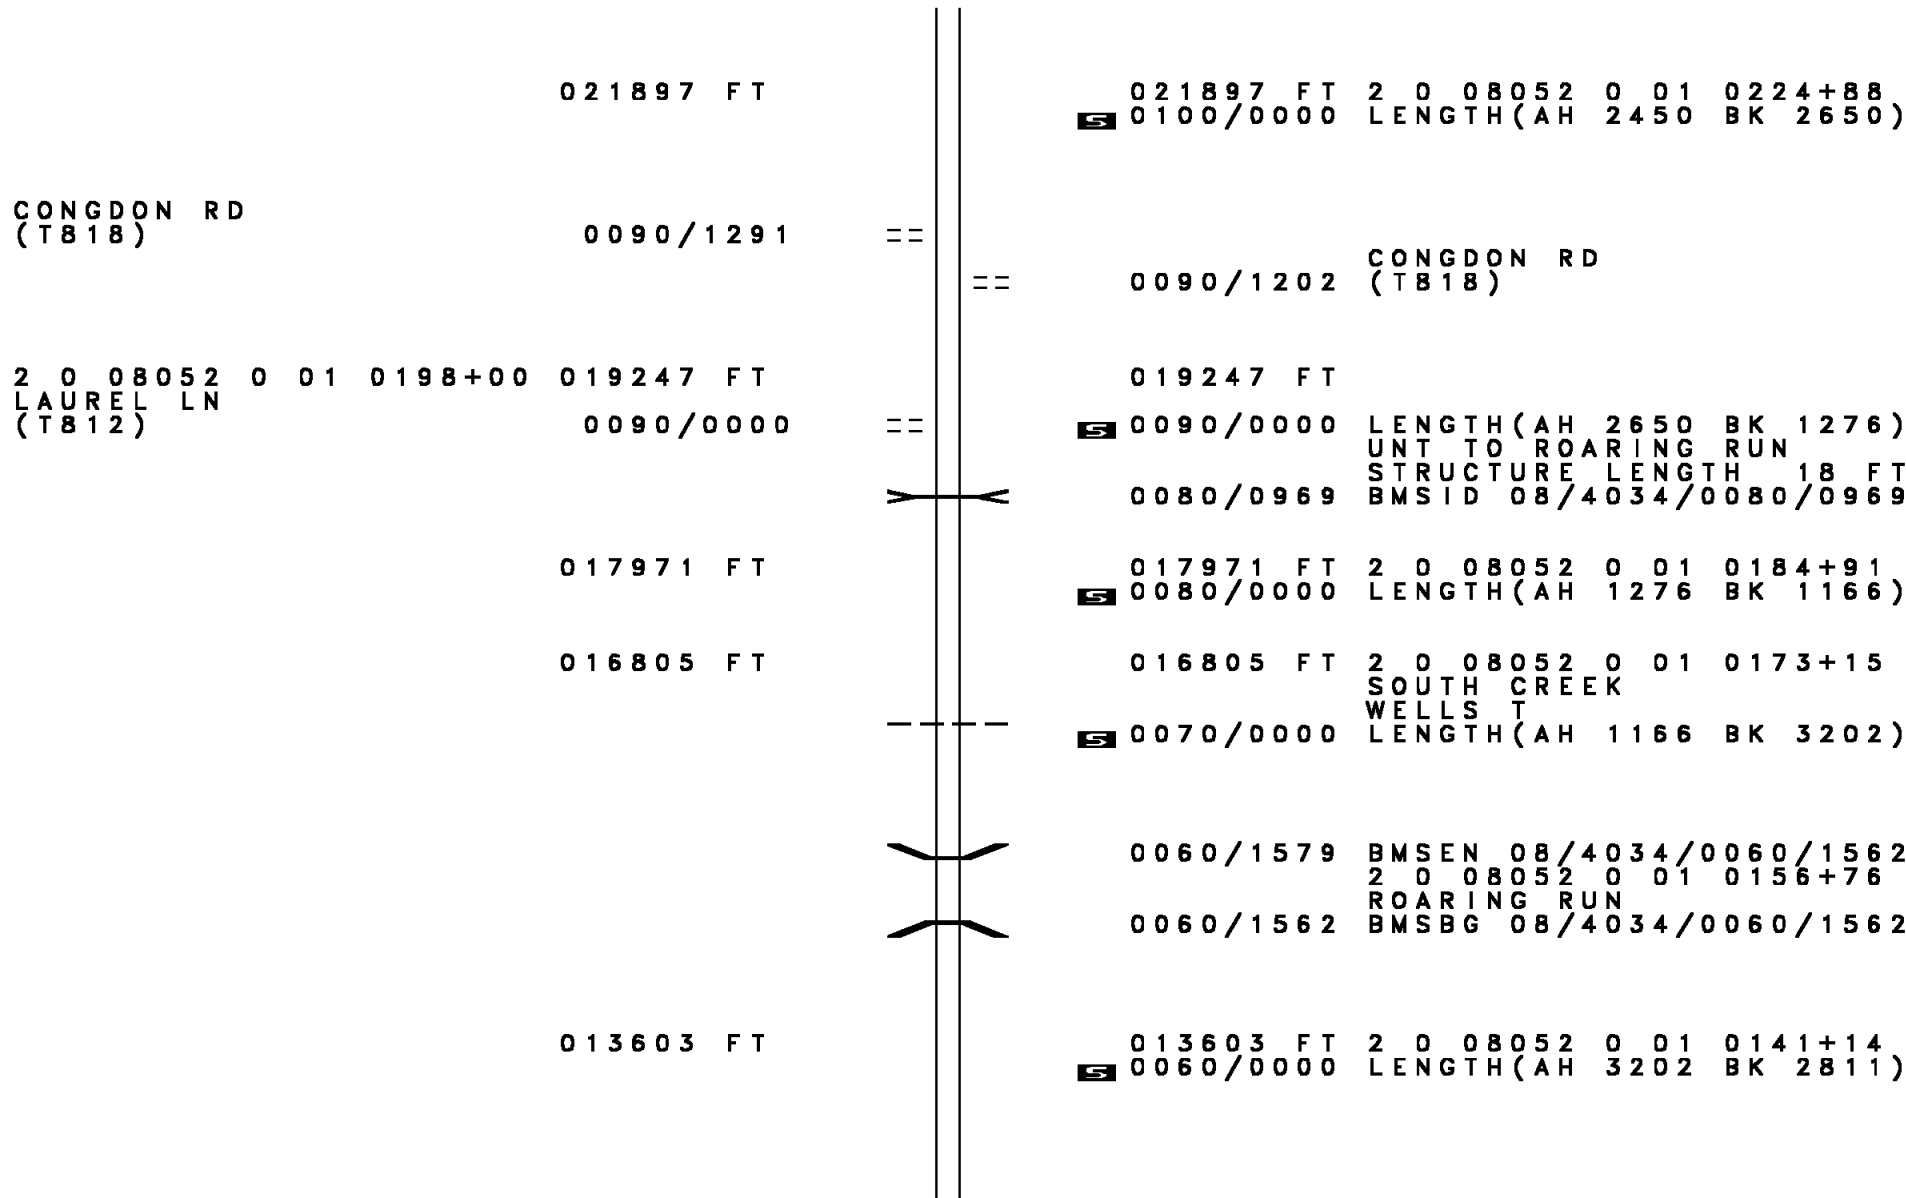 021897 FT 021897 FT 2 0 08052 0 01 0224+88
S 0100/0000 LENGTH(AH 2450 BK 2650)
CONGDON RD
(T818) 0090/1291
CONGDON RD
0090/1202 (T818)
2 0 08052 0 01 0198+00 019247 FT 019247 FT
LAUREL LN
(T812) 0090/0000 S 0090/0000 LENGTH(AH 2650 BK 1276)
UNT TO ROARING RUN
STRUCTURE LENGTH 18 FT
0080/0969 BMSID 08/4034/0080/0969
017971 FT 017971 FT 2 0 08052 0 01 0184+91
S 0080/0000 LENGTH(AH 1276 BK 1166)
016805 FT 016805 FT 2 0 08052 0 01 0173+15
SOUTH CREEK
WELLS T
S 0070/0000 LENGTH(AH 1166 BK 3202)
0060/1579 BMSEN 08/4034/0060/1562
2 0 08052 0 01 0156+76
ROARING RUN
0060/1562 BMSBG 08/4034/0060/1562
013603 FT 013603 FT 2 0 08052 0 01 0141+14
S 0060/0000 LENGTH(AH 3202 BK 2811)